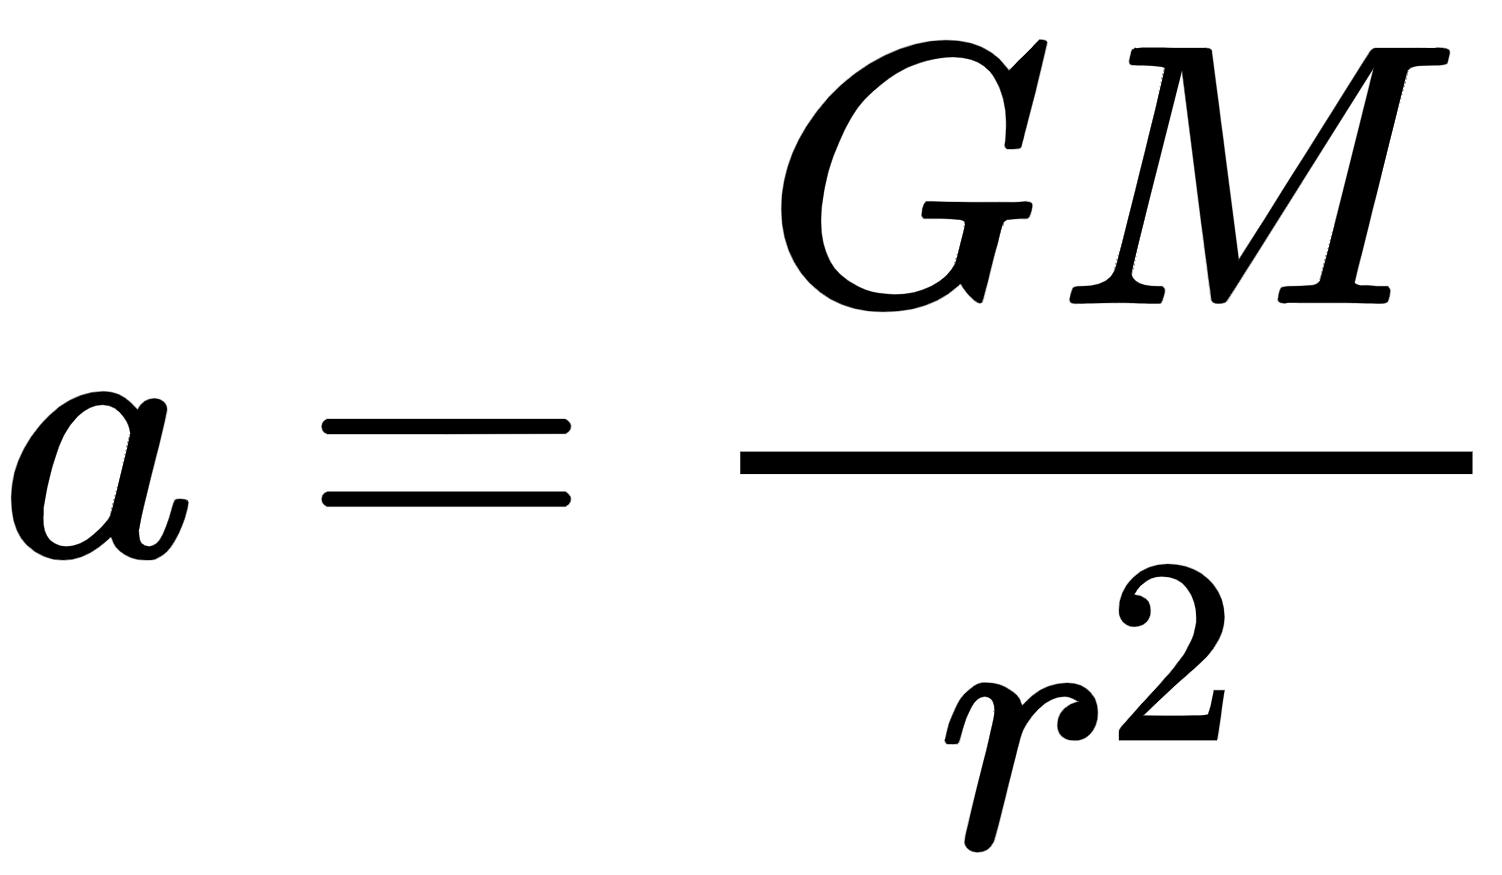 a = GM / r²